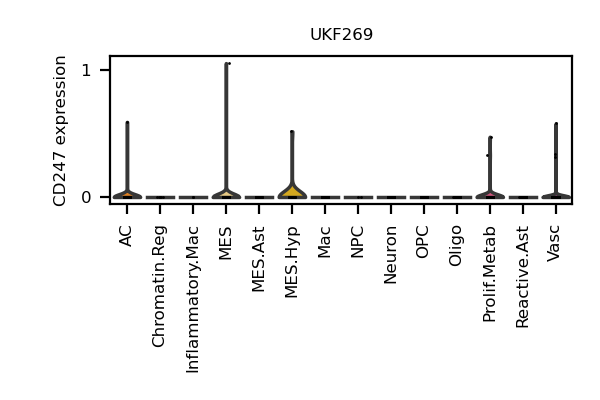 UKF269
CD247 expression
1
0
AC
Chromatin.Reg
Inflammatory.Mac
MES
MES.Ast
MES.Hyp
Mac
NPC
Neuron
OPC
Oligo
Prolif.Metab
Reactive.Ast
Vasc